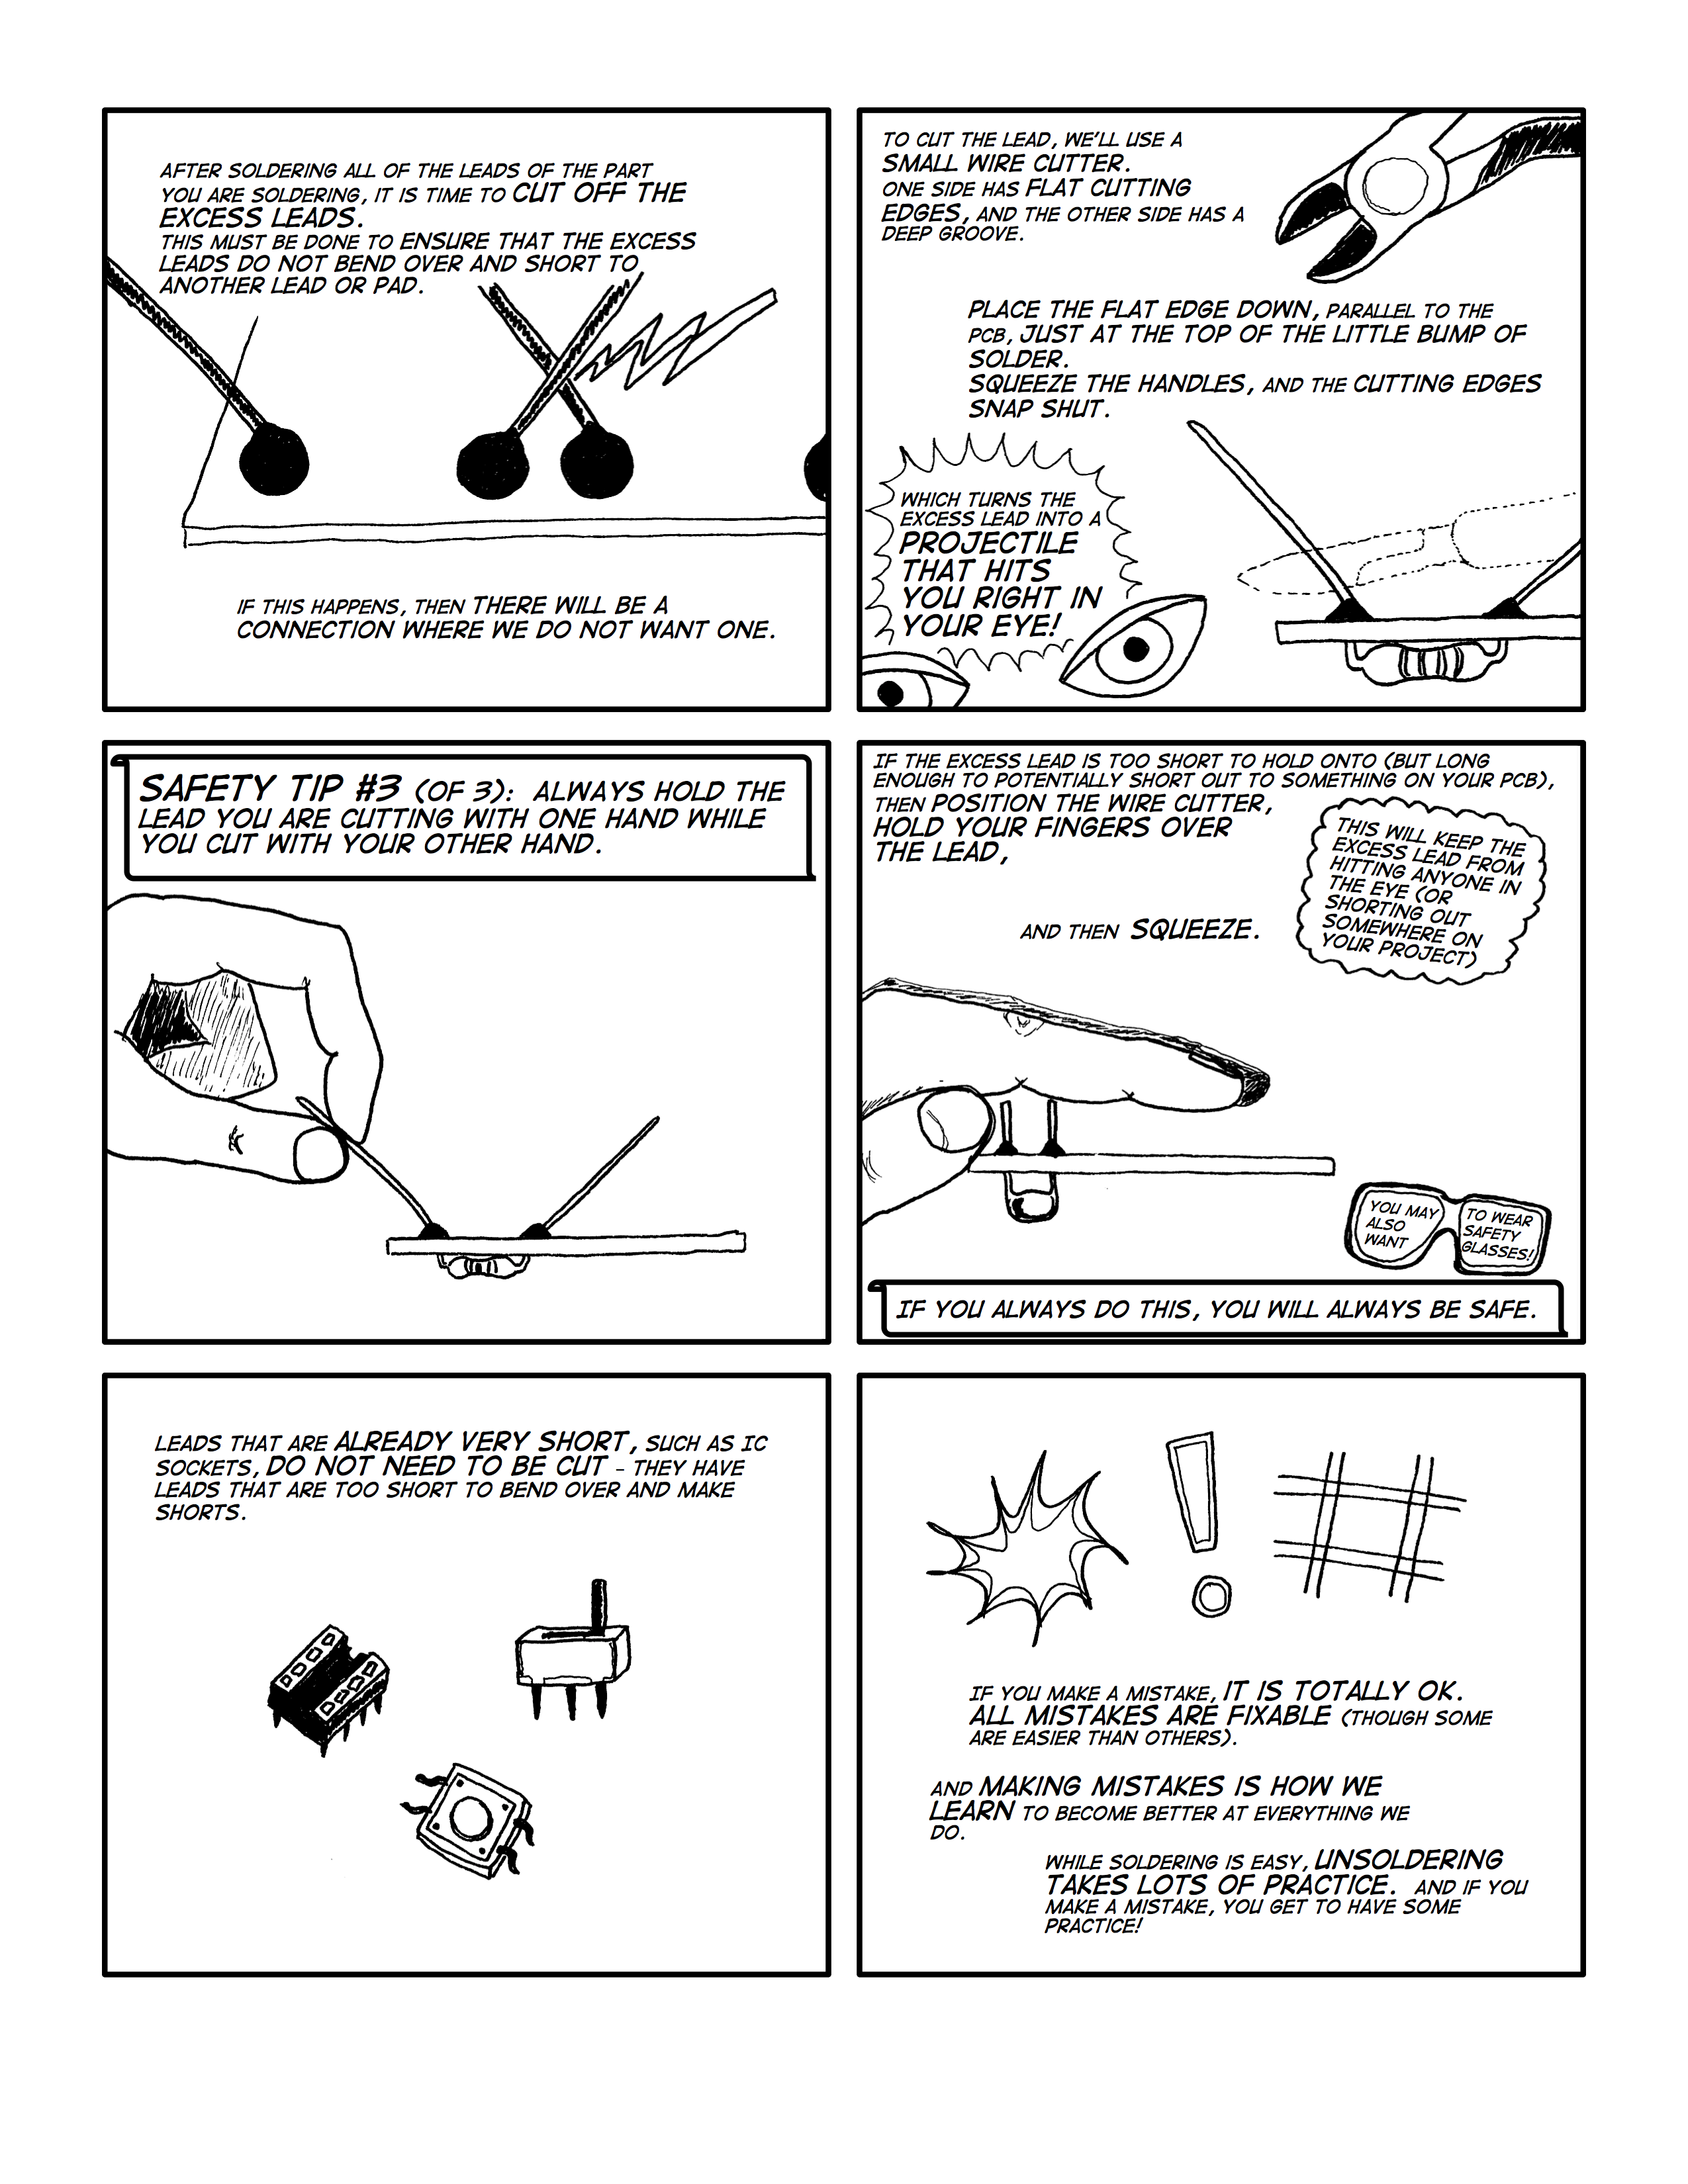 AFTER SOLDERING ALL OF THE LEADS OF THE PART
YOU ARE SOLDERING, IT IS TIME TO CUT OFF THE
EXCESS LEADS.
THIS MUST BE DONE TO ENSURE THAT THE EXCESS
LEADS DO NOT BEND OVER AND SHORT TO
ANOTHER LEAD OR PAD.
IF THIS HAPPENS, THEN THERE WILL BE A
CONNECTION WHERE WE DO NOT WANT ONE.
TO CUT THE LEAD, WE'LL USE A
SMALL WIRE CUTTER.
ONE SIDE HAS FLAT CUTTING
EDGES, AND THE OTHER SIDE HAS A
DEEP GROOVE.
PLACE THE FLAT EDGE DOWN, PARALLEL TO THE
PCB, JUST AT THE TOP OF THE LITTLE BUMP OF
SOLDER.
SQUEEZE THE HANDLES, AND THE CUTTING EDGES
SNAP SHUT.
WHICH TURNS THE
EXCESS LEAD INTO A
PROJECTILE
THAT HITS
YOU RIGHT IN
YOUR EYE!
SAFETY TIP #3 (OF 3): ALWAYS HOLD THE
LEAD YOU ARE CUTTING WITH ONE HAND WHILE
YOU CUT WITH YOUR OTHER HAND.
IF THE EXCESS LEAD IS TOO SHORT TO HOLD ONTO (BUT LONG
ENOUGH TO POTENTIALLY SHORT OUT TO SOMETHING ON YOUR PCB),
THEN POSITION THE WIRE CUTTER,
HOLD YOUR FINGERS OVER
THE LEAD,
AND THEN SQUEEZE.
THIS WILL KEEP THE
EXCESS LEAD FROM
HITTING ANYONE IN
THE EYE (OR
SHORTING OUT
SOMEWHERE ON
YOUR PROJECT)
YOU MAY
ALSO
WANT
TO WEAR
SAFETY
GLASSES!
IF YOU ALWAYS DO THIS, YOU WILL ALWAYS BE SAFE.
LEADS THAT ARE ALREADY VERY SHORT, SUCH AS IC
SOCKETS, DO NOT NEED TO BE CUT - THEY HAVE
LEADS THAT ARE TOO SHORT TO BEND OVER AND MAKE
SHORTS.
! #
IF YOU MAKE A MISTAKE, IT IS TOTALLY OK.
ALL MISTAKES ARE FIXABLE (THOUGH SOME
ARE EASIER THAN OTHERS).
AND MAKING MISTAKES IS HOW WE
LEARN TO BECOME BETTER AT EVERYTHING WE
DO.
WHILE SOLDERING IS EASY, UNSOLDERING
TAKES LOTS OF PRACTICE. AND IF YOU
MAKE A MISTAKE, YOU GET TO HAVE SOME
PRACTICE!